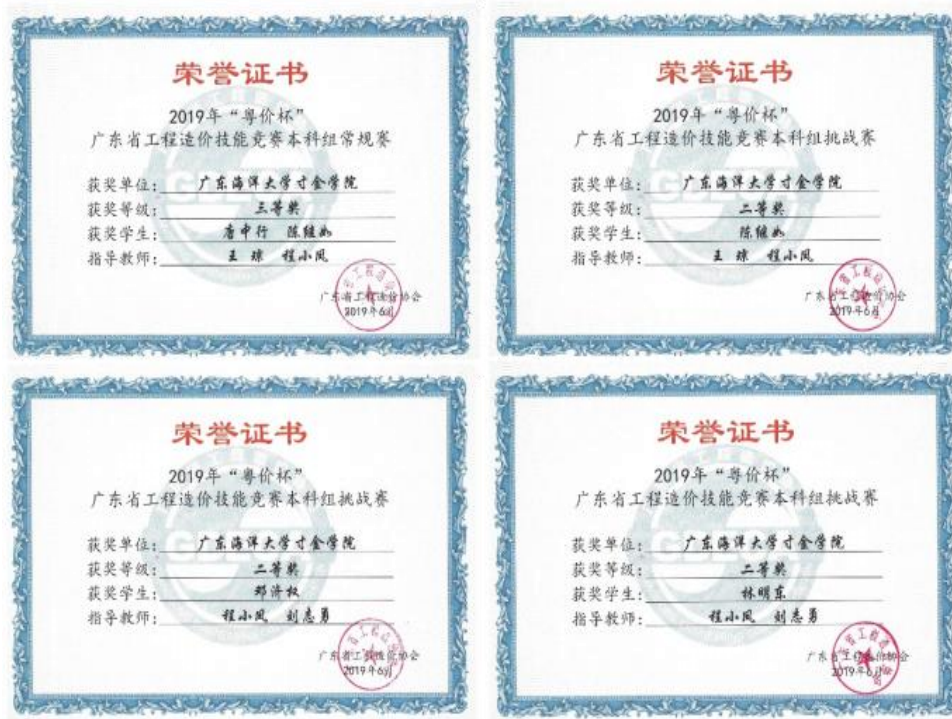 荣誉证书
2019年“粤价杯”
广东省工程造价技能竞赛本科组常规赛
获奖单位: 广东海洋大学寸金学院
获奖等级: 三等奖
获奖学生: 唐中行 陈继如
指导教师: 王琼 程小凤
广东省工程造价协会
2019年6月
荣誉证书
2019年“粤价杯”
广东省工程造价技能竞赛本科组挑战赛
获奖单位: 广东海洋大学寸金学院
获奖等级: 二等奖
获奖学生: 陈继如
指导教师: 王琼 程小凤
广东省工程造价协会
2019年6月
荣誉证书
2019年“粤价杯”
广东省工程造价技能竞赛本科组挑战赛
获奖单位: 广东海洋大学寸金学院
获奖等级: 二等奖
获奖学生: 邓济权
指导教师: 程小凤 刘志勇
广东省工程造价协会
2019年6月
荣誉证书
2019年“粤价杯”
广东省工程造价技能竞赛本科组挑战赛
获奖单位: 广东海洋大学寸金学院
获奖等级: 二等奖
获奖学生: 林明东
指导教师: 程小凤 刘志勇
广东省工程造价协会
2019年6月